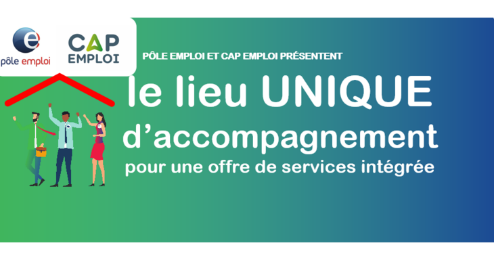 pôle emploi
CAP
EMPLOI
PÔLE EMPLOI ET CAP EMPLOI PRÉSENTENT
le lieu UNIQUE
d'accompagnement
pour une offre de services intégrée